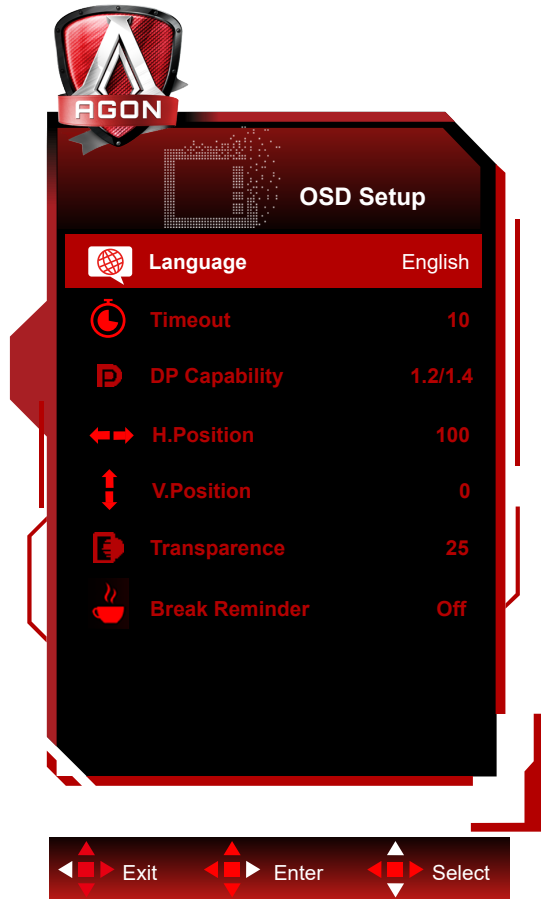 AGON
OSD Setup
Language English
Timeout 10
DP Capability 1.2/1.4
H.Position 100
V.Position 0
Transparence 25
Break Reminder Off
Exit Enter Select